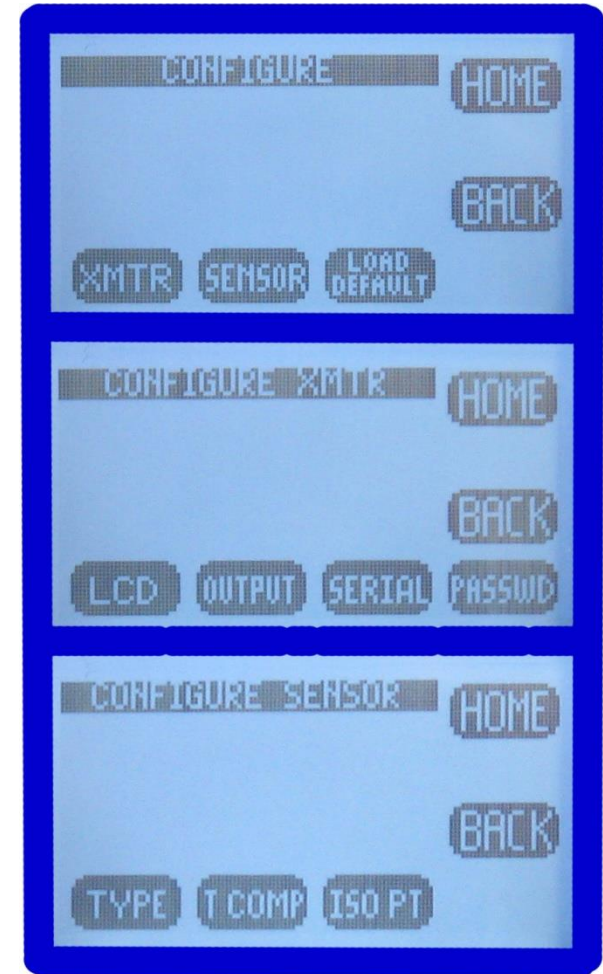 CONFIGURE
HOME
BACK
XMTR SENSOR LOAD DEFAULT
CONFIGURE XMTR
HOME
BACK
LCD OUTPUT SERIAL PASSWD
CONFIGURE SENSOR
HOME
BACK
TYPE T COMP ISO PT